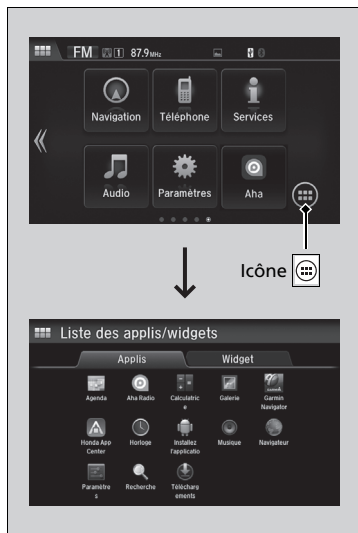 FM 1 87.9MHz
Navigation Téléphone Services
Audio Paramètres Aha
Icône
Liste des applis/widgets
Applis Widget
Agenda Aha Radio Calculatric
e Galerie Garmin
Navigator
Honda App
Center Horloge Installez
l'applicatio Musique Navigateur
Paramètre
s Recherche Télécharg
ements